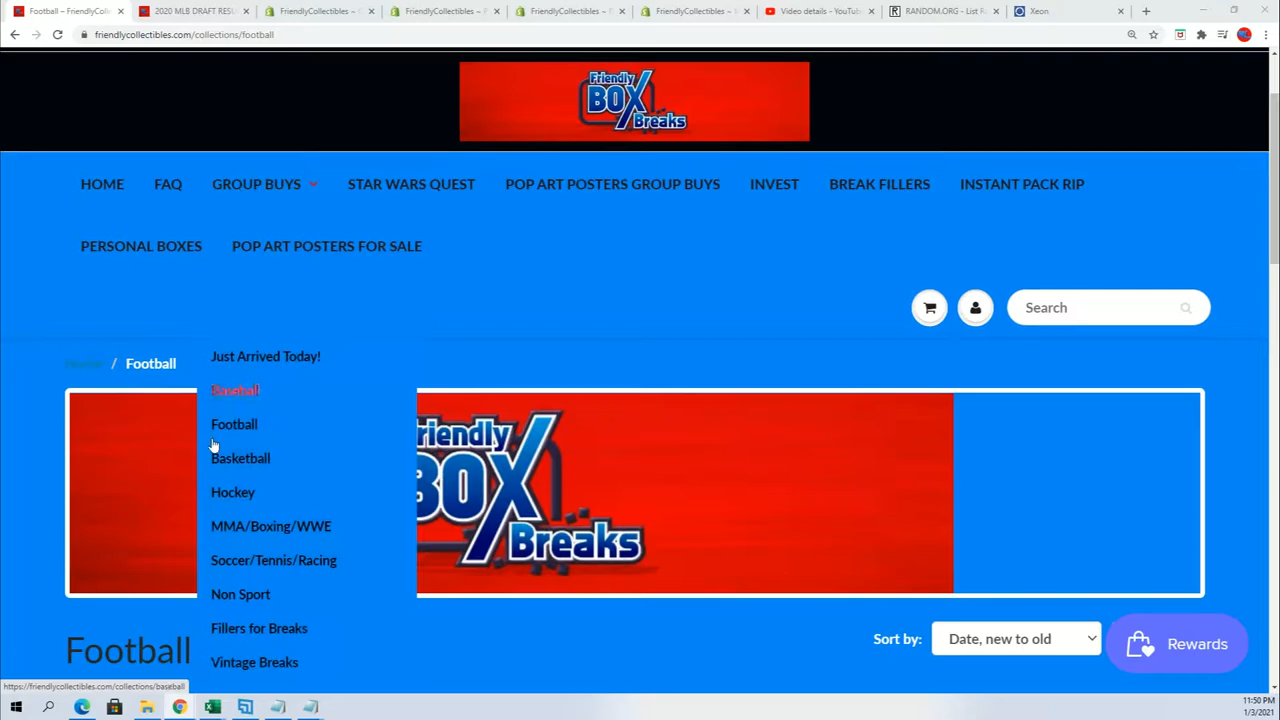 Football – FriendlyColle
2020 MLB DRAFT RESU
FriendlyCollectibles ~ 
FriendlyCollectibles ~ 
FriendlyCollectibles ~ 
FriendlyCollectibles ~ 
Video details - YouTub
RANDOM.ORG - List R
Xeon
friendlycollectibles.com/collections/football
Friendly
BOX
Breaks
HOME
FAQ
GROUP BUYS
STAR WARS QUEST
POP ART POSTERS GROUP BUYS
INVEST
BREAK FILLERS
INSTANT PACK RIP
PERSONAL BOXES
POP ART POSTERS FOR SALE
Search
Home / Football
Just Arrived Today!
Baseball
Football
Basketball
Hockey
MMA/Boxing/WWE
Soccer/Tennis/Racing
Non Sport
Fillers for Breaks
Vintage Breaks
riendly
BOX
Breaks
Football
Sort by:
Date, new to old
Rewards
https://friendlycollectibles.com/collections/baseball
11:50 PM
1/3/2021